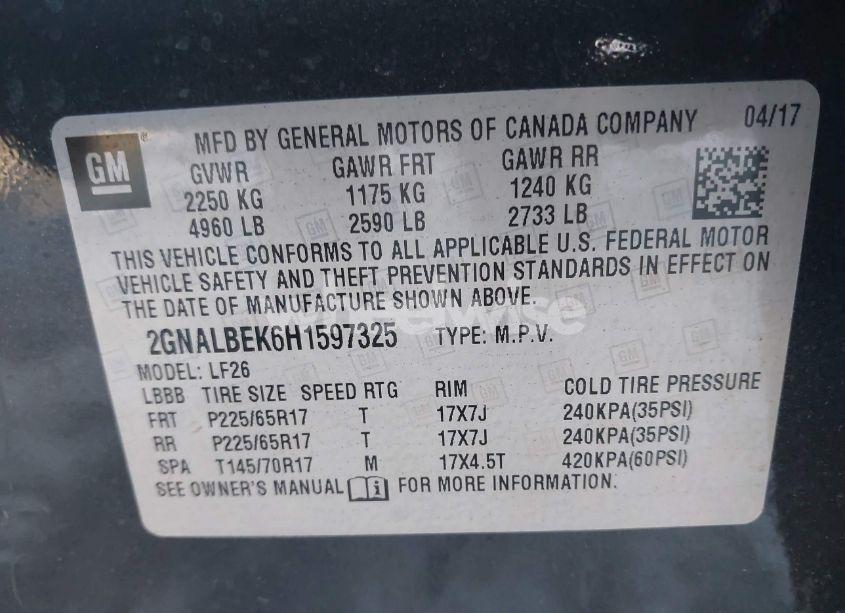 GM
MFD BY GENERAL MOTORS OF CANADA COMPANY 04/17
GVWR GAWR FRT GAWR RR
2250 KG 1175 KG 1240 KG
4960 LB 2590 LB 2733 LB
THIS VEHICLE CONFORMS TO ALL APPLICABLE U.S. FEDERAL MOTOR
VEHICLE SAFETY AND THEFT PREVENTION STANDARDS IN EFFECT ON
THE DATE OF MANUFACTURE SHOWN ABOVE.
2GNALBEK6H1597325 TYPE: M.P.V.
MODEL: LF26
LBBB TIRE SIZE SPEED RTG RIM COLD TIRE PRESSURE
FRT P225/65R17 T 17X7J 240KPA(35PSI)
RR P225/65R17 T 17X7J 240KPA(35PSI)
SPA T145/70R17 M 17X4.5T 420KPA(60PSI)
SEE OWNER'S MANUAL FOR MORE INFORMATION.